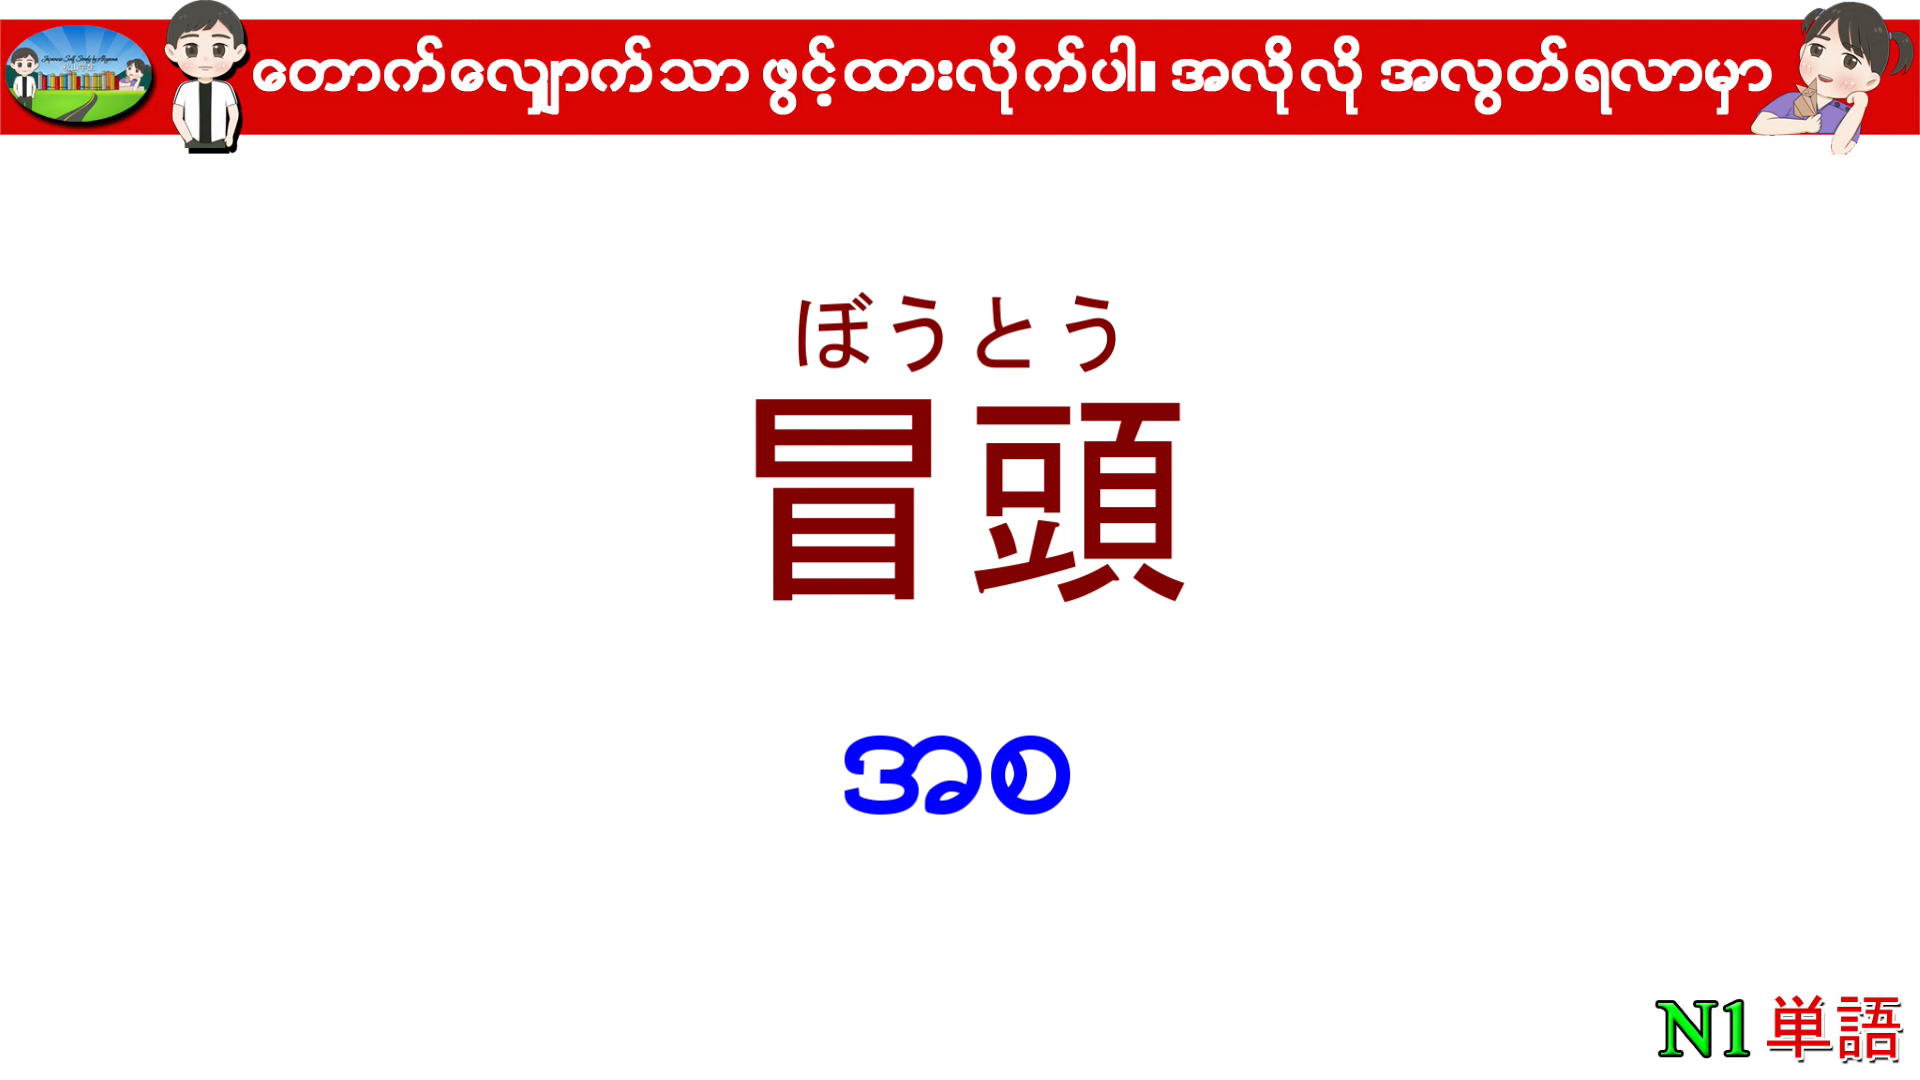 တောက်လျှောက်သာ ဖွင့်ထားလိုက်ပါ။ အလိုလို အလွတ်ရလာမှာ
ぼうとう
冒頭
အစ
N1 単語